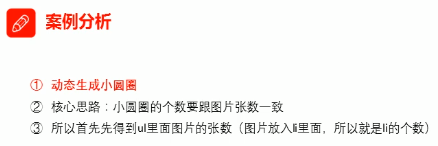 案例分析
① 动态生成小圆圈
② 核心思路：小圆圈的个数要跟图片张数一致
③ 所以首先先得到ul里面图片的张数（图片放入li里面，所以就是li的个数）